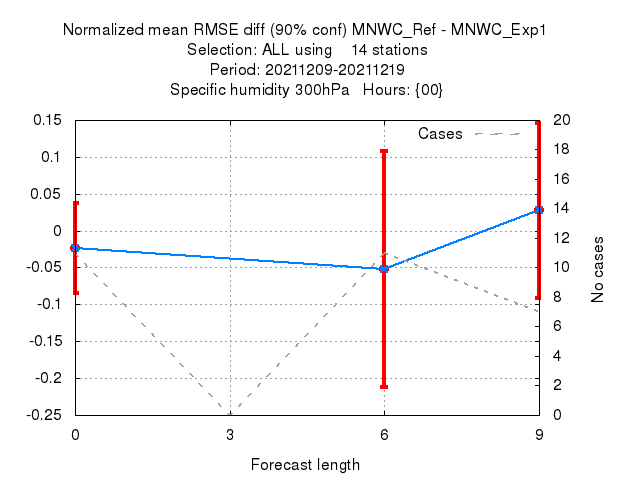 Normalized mean RMSE diff (90% conf) MNWC_Ref - MNWC_Exp1
Selection: ALL using 14 stations
Period: 20211209-20211219
Specific humidity 300hPa Hours: {00}
Cases
0.15
0.1
0.05
0
-0.05
-0.1
-0.15
-0.2
-0.25
20
18
16
14
12
10
8
6
4
2
0
No cases
0 3 6 9
Forecast length